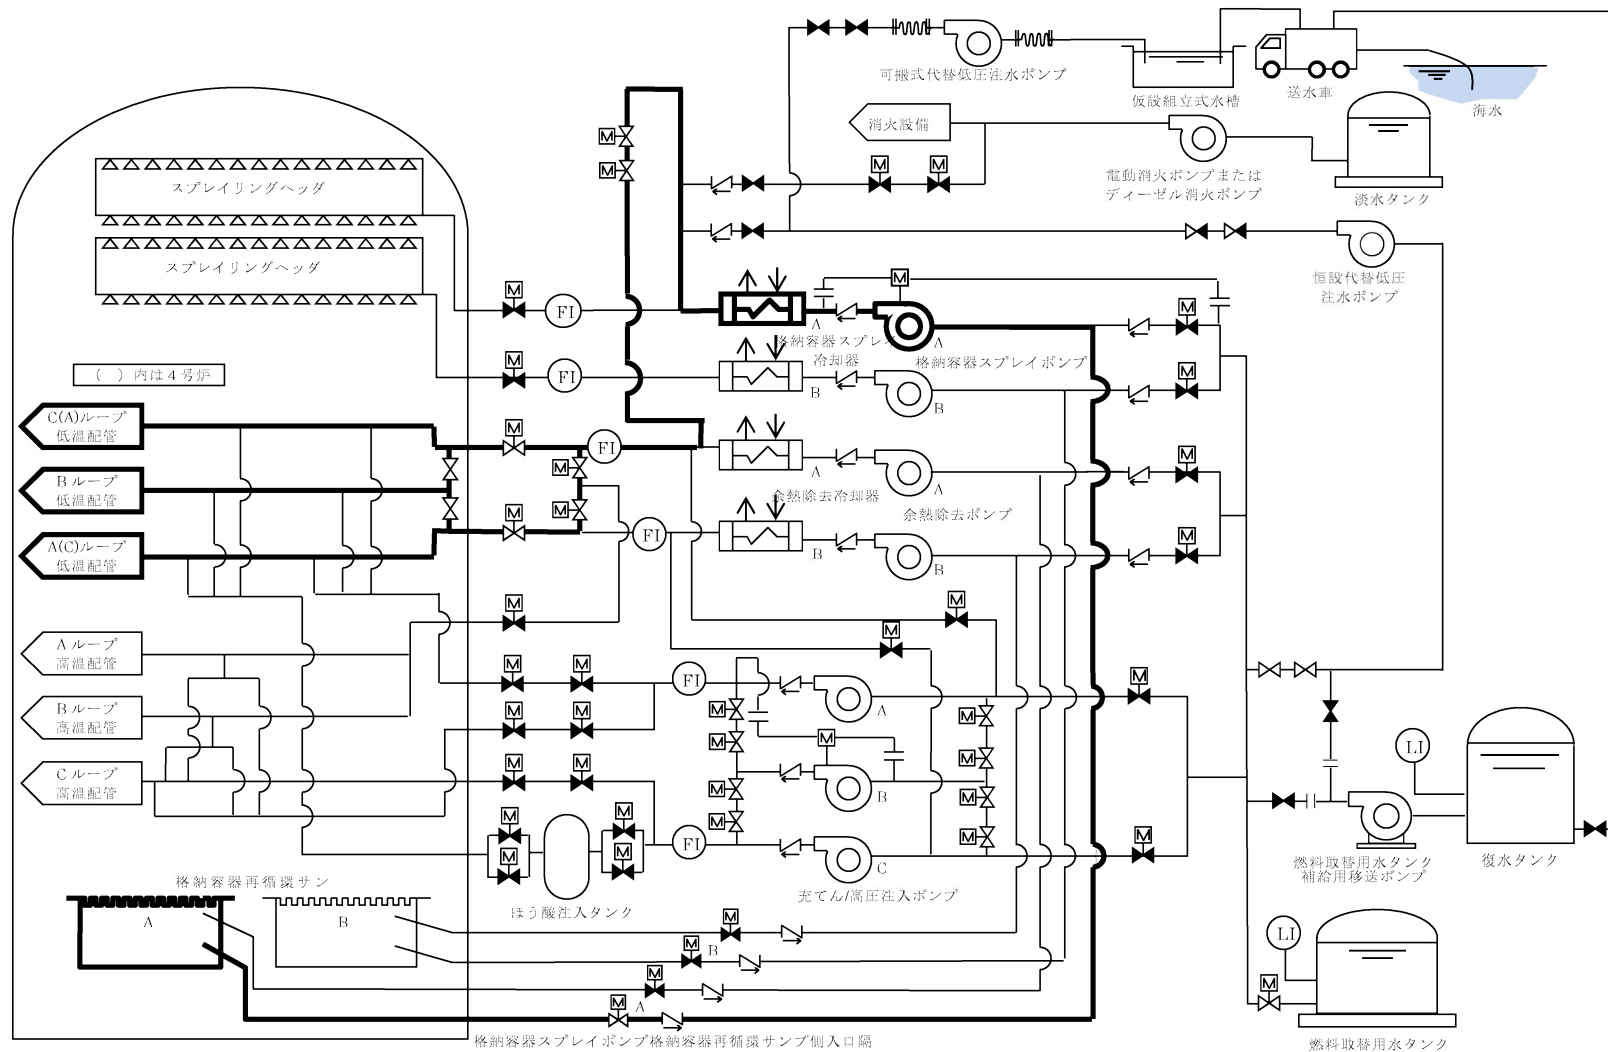 可搬式代替低圧注水ポンプ
仮設組立式水槽
送水車
海水
消火設備
電動消火ポンプまたは
ディーゼル消火ポンプ
淡水タンク
スプレイリングヘッダ
スプレイリングヘッダ
恒設代替低圧
注水ポンプ
M
M
M
M
M
FI
M
M
A
格納容器スプレイ
冷却器
A
格納容器スプレイポンプ
( )内は4号炉
M
FI
B
B
M
C(A)ループ
低温配管
M
FI
M
A
A
M
余熱除去冷却器
余熱除去ポンプ
Bループ
低温配管
M
M
FI
B
B
M
A(C)ループ
低温配管
M
M
M
Aループ
高温配管
M
M
FI
A
M
M
M
Bループ
高温配管
M
M
M
M
M
LI
Cループ
高温配管
M
M
M
B
M
M
M
M
M
M
FI
M
M
M
C
M
充てん/高圧注入ポンプ
ほう酸注入タンク
燃料取替用水タンク
補給用移送ポンプ
復水タンク
格納容器再循環サン
A
B
M
M
B
M
A
M
LI
M
格納容器スプレイポンプ格納容器再循環サンプ側入口隔
燃料取替用水タンク